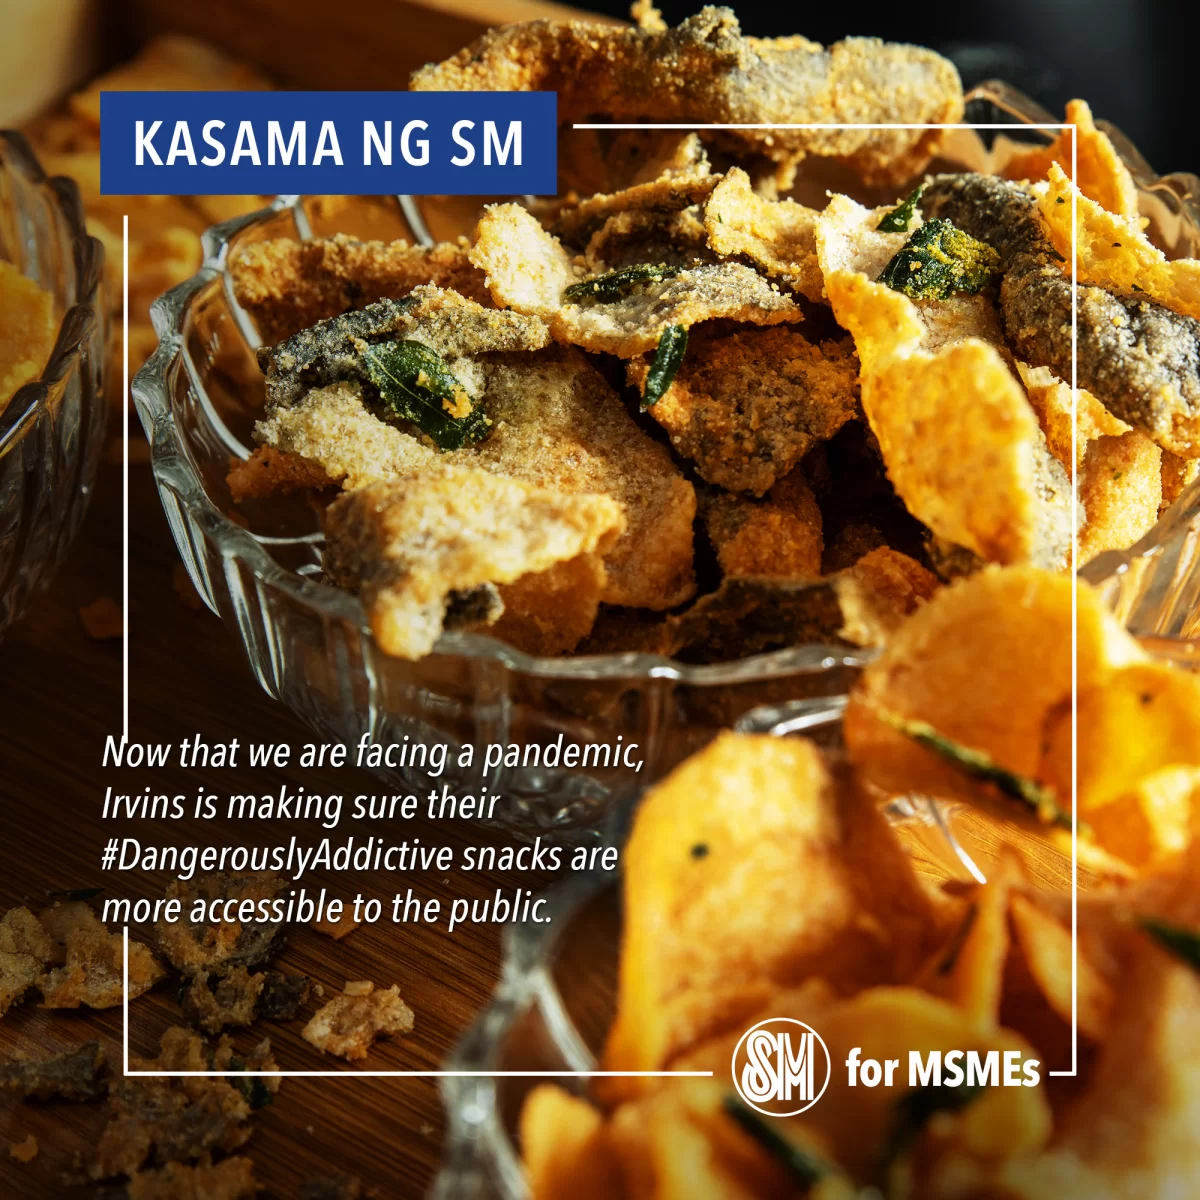 KASAMA NG SM
Now that we are facing a pandemic,
Irvins is making sure their
#DangerouslyAddictive snacks are
more accessible to the public.
SM for MSMEs